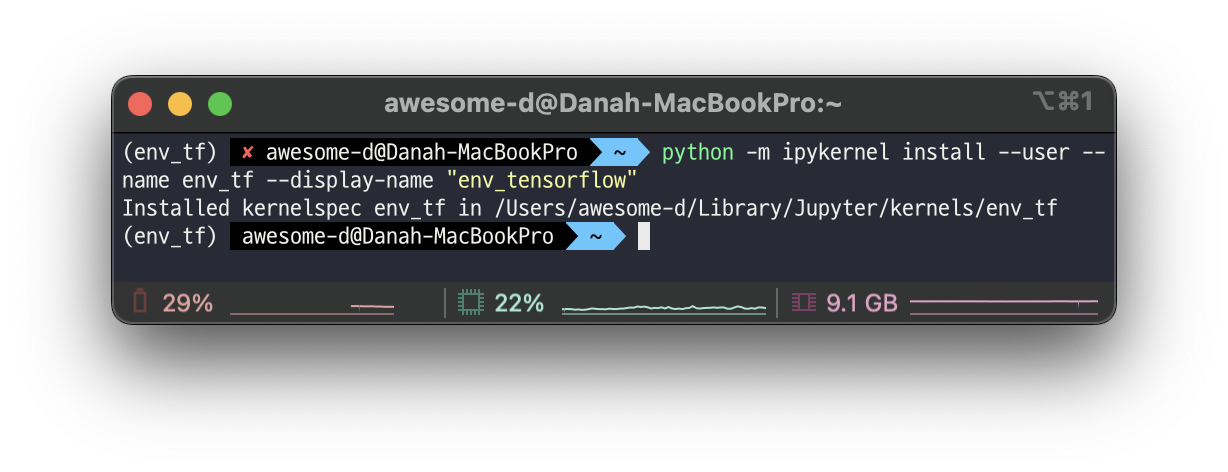 awesome-d@Danah-MacBookPro:~
⌥⌘1
(env_tf) ✘ awesome-d@Danah-MacBookPro ~ python -m ipykernel install --user --
name env_tf --display-name "env_tensorflow"
Installed kernelspec env_tf in /Users/awesome-d/Library/Jupyter/kernels/env_tf
(env_tf) awesome-d@Danah-MacBookPro ~
29% 22% 9.1 GB